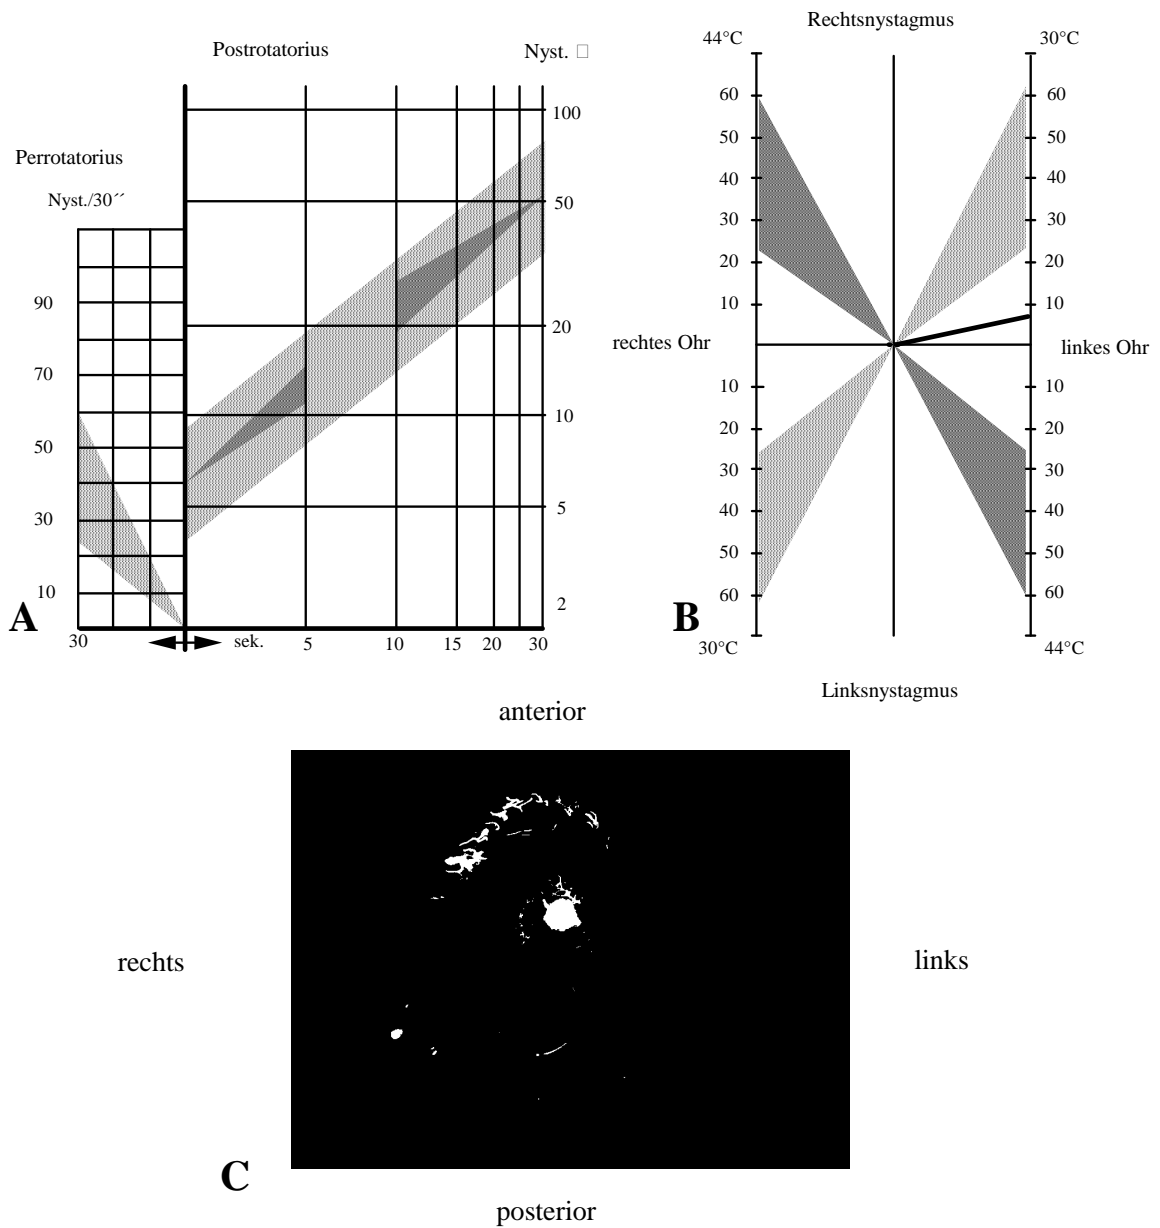 Postrotatorius
Nyst.
Perrotatorius
Nyst./30´´
100
50
20
10
5
2
90
70
50
30
10
A
30
sek.
5
10
15
20
30
Rechtsnystagmus
44°C
30°C
60
60
50
50
40
40
30
30
20
20
10
10
rechtes Ohr
linkes Ohr
10
10
20
20
30
30
40
40
50
50
60
60
B
30°C
44°C
Linksnystagmus
anterior
rechts
links
C
posterior